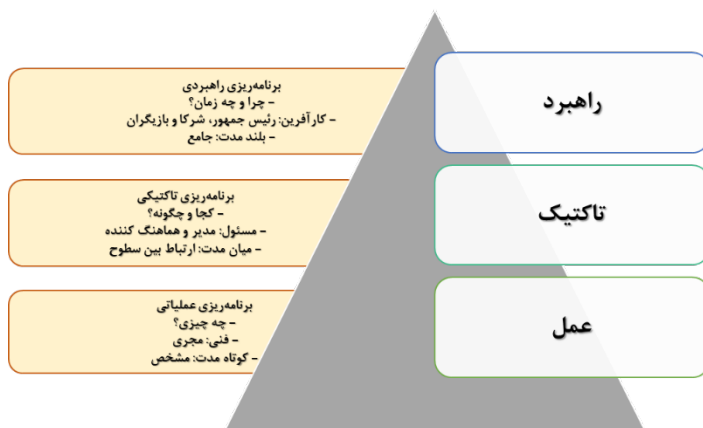 راهبرد
برنامه‌ریزی راهبردی
- چرا و چه زمان؟
- کارآفرین: رئیس جمهور، شرکا و بازیگران
- بلند مدت: جامع
تاکتیک
برنامه‌ریزی تاکتیکی
- کجا و چگونه؟
- مسئول: مدیر و هماهنگ کننده
- میان مدت: ارتباط بین سطوح
عمل
برنامه‌ریزی عملیاتی
- چه چیزی؟
- فنی: مجری
- کوتاه مدت: مشخص